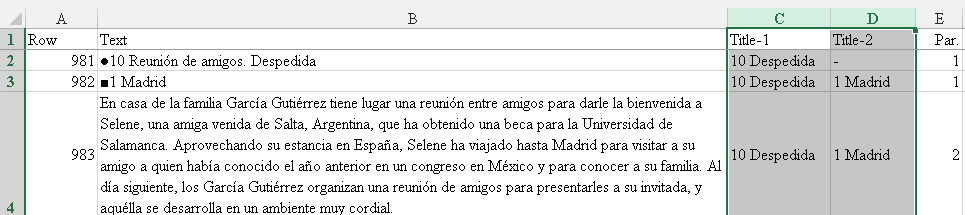 A B C D E
1 Row Text Title-1 Title-2 Par.
2 981 ●10 Reunión de amigos. Despedida 10 Despedida - 1
3 982 ■1 Madrid 10 Despedida 1 Madrid 1
En casa de la familia García Gutiérrez tiene lugar una reunión entre amigos para darle la bienvenida a
Selene, una amiga venida de Salta, Argentina, que ha obtenido una beca para la Universidad de
Salamanca. Aprovechando su estancia en España, Selene ha viajado hasta Madrid para visitar a su
983 amigo a quien había conocido el año anterior en un congreso en México y para conocer a su familia. Al 10 Despedida 1 Madrid 2
día siguiente, los García Gutiérrez organizan una reunión de amigos para presentarles a su invitada, y
4 aquélla se desarrolla en un ambiente muy cordial.